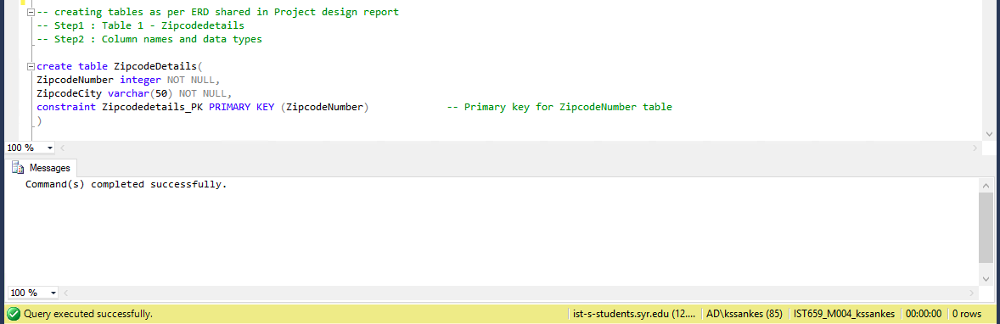 -- creating tables as per ERD shared in Project design report
-- Step1 : Table 1 - Zipcodedetails
-- Step2 : Column names and data types
create table ZipcodeDetails(
ZipcodeNumber integer NOT NULL,
ZipcodeCity varchar(50) NOT NULL,
constraint Zipcodedetails_PK PRIMARY KEY (ZipcodeNumber) -- Primary key for ZipcodeNumber table
)
100 %
Messages
Command(s) completed successfully.
100 %
Query executed successfully. ist-s-students.syr.edu (12.... AD\kssankes (85) IST659_M004_kssankes 00:00:00 0 rows